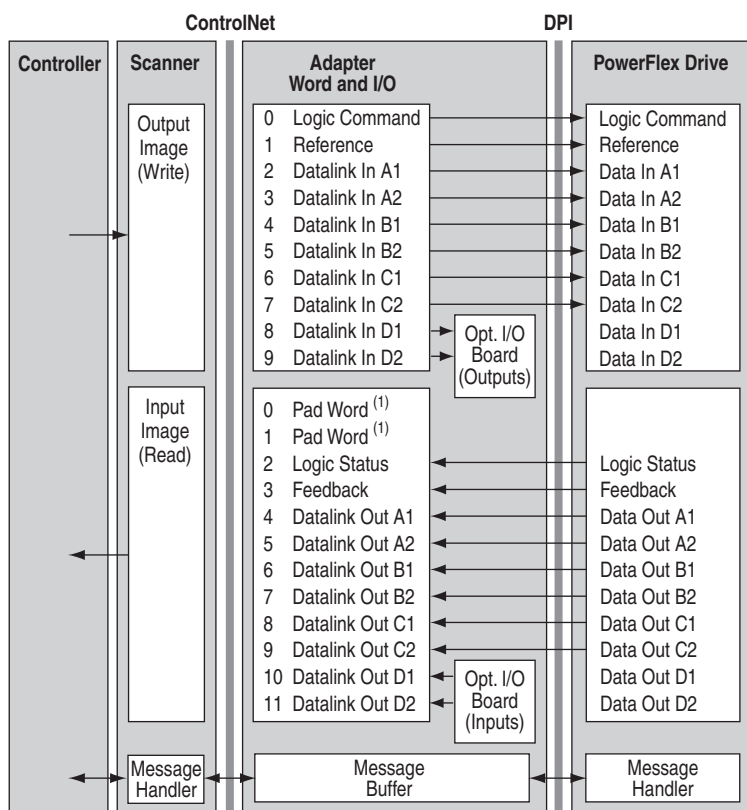 ControlNet DPI
Controller Scanner Adapter PowerFlex Drive
Word and I/O
Output
Image
(Write)
0 Logic Command
1 Reference
2 Datalink In A1
3 Datalink In A2
4 Datalink In B1
5 Datalink In B2
6 Datalink In C1
7 Datalink In C2
8 Datalink In D1
9 Datalink In D2
Opt. I/O
Board
(Outputs)
Logic Command
Reference
Data In A1
Data In A2
Data In B1
Data In B2
Data In C1
Data In C2
Data In D1
Data In D2
Input
Image
(Read)
0 Pad Word (1)
1 Pad Word (1)
2 Logic Status
3 Feedback
4 Datalink Out A1
5 Datalink Out A2
6 Datalink Out B1
7 Datalink Out B2
8 Datalink Out C1
9 Datalink Out C2
10 Datalink Out D1
11 Datalink Out D2
Opt. I/O
Board
(Inputs)
Logic Status
Feedback
Data Out A1
Data Out A2
Data Out B1
Data Out B2
Data Out C1
Data Out C2
Data Out D1
Data Out D2
Message
Handler
Message
Buffer
Message
Handler